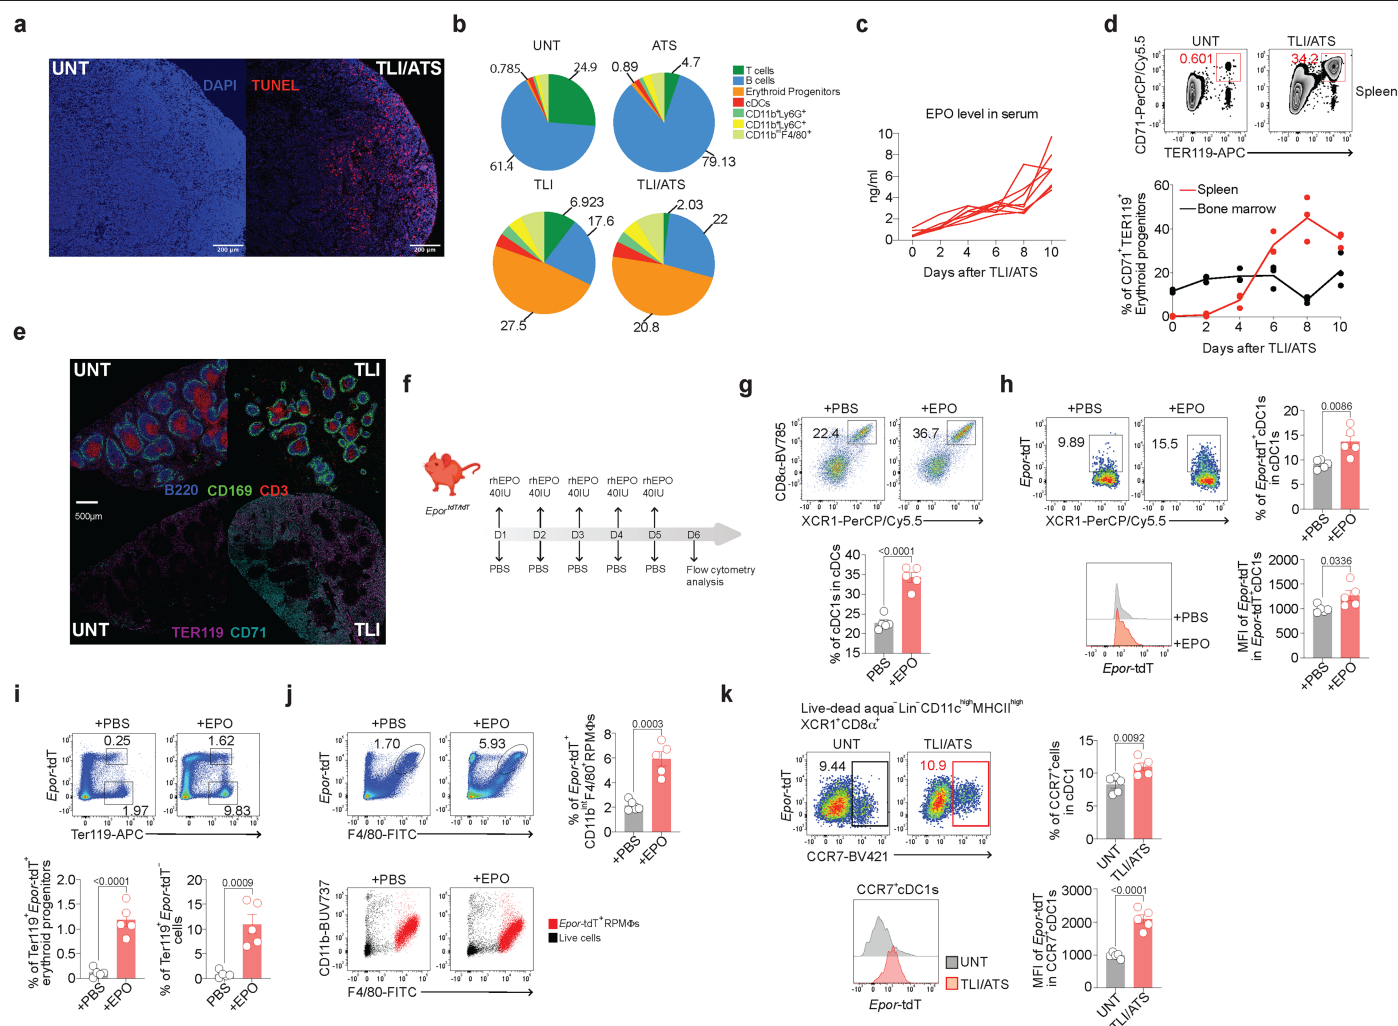 a
UNT
DAPI
TUNEL
TLI/ATS
200 μm
200 μm
b
UNT
ATS
0.785
24.9
61.4
0.89
4.7
79.13
T cells
B cells
Erythroid Progenitors
cDCs
CD11b⁺Ly6G⁺
CD11b⁺Ly6C⁺
CD11b^int F4/80⁺
TLI
TLI/ATS
6.923
17.6
27.5
2.03
22
20.8
c
EPO level in serum
ng/ml
10
8
6
4
2
0
0 2 4 6 8 10
Days after TLI/ATS
d
UNT
TLI/ATS
0.601
34.2
Spleen
CD71-PerCP/Cy5.5
TER119-APC
Spleen
Bone marrow
% of CD71⁺TER119⁺
Erythroid progenitors
60
40
20
0
0 2 4 6 8 10
Days after TLI/ATS
e
UNT
TLI
B220 CD169 CD3
500μm
UNT
TER119 CD71
TLI
f
Epor^tdT/tdT
rhEPO rhEPO rhEPO rhEPO rhEPO
40IU 40IU 40IU 40IU 40IU
D1 D2 D3 D4 D5 D6
PBS PBS PBS PBS PBS
Flow cytometry
analysis
g
+PBS
+EPO
22.4
36.7
CD8α-BV785
XCR1-PerCP/Cy5.5
% of cDC1s in cDCs
40
35
30
25
20
15
<0.0001
PBS
+EPO
h
+PBS
+EPO
9.89
15.5
Epor-tdT
XCR1-PerCP/Cy5.5
% of Epor-tdT⁺cDC1s
in cDC1s
20
15
10
5
0
0.0086
+PBS
+EPO
+PBS
+EPO
Epor-tdT
MFI of Epor-tdT
in Epor-tdT⁺cDC1s
2000
1500
1000
500
0
0.0336
+PBS
+EPO
i
+PBS
+EPO
0.25
1.62
1.97
9.83
Epor-tdT
Ter119-APC
% of Ter119⁺Epor-tdT⁺
erythroid progenitors
2.0
1.5
1.0
0.5
0
<0.0001
+PBS
+EPO
% of Ter119⁺Epor-tdT⁻
cells
20
15
10
5
0
0.0009
PBS
+EPO
j
+PBS
+EPO
1.70
5.93
Epor-tdT
F4/80-FITC
% of Epor-tdT⁺
CD11b^int F4/80⁺RPMΦs
8
6
4
2
0
0.0003
+PBS
+EPO
+PBS
+EPO
CD11b-BUV737
F4/80-FITC
Epor-tdT⁺RPMΦs
Live cells
k
Live-dead aqua⁻Lin⁻CD11c^high MHCII^high
XCR1⁺CD8α⁺
UNT
TLI/ATS
9.44
10.9
Epor-tdT
CCR7-BV421
% of CCR7⁺cells
in cDC1
15
10
5
0
0.0092
UNT
TLI/ATS
CCR7⁺cDC1s
UNT
TLI/ATS
Epor-tdT
MFI of Epor-tdT
in CCR7⁺cDC1s
3000
2000
1000
0
<0.0001
UNT
TLI/ATS